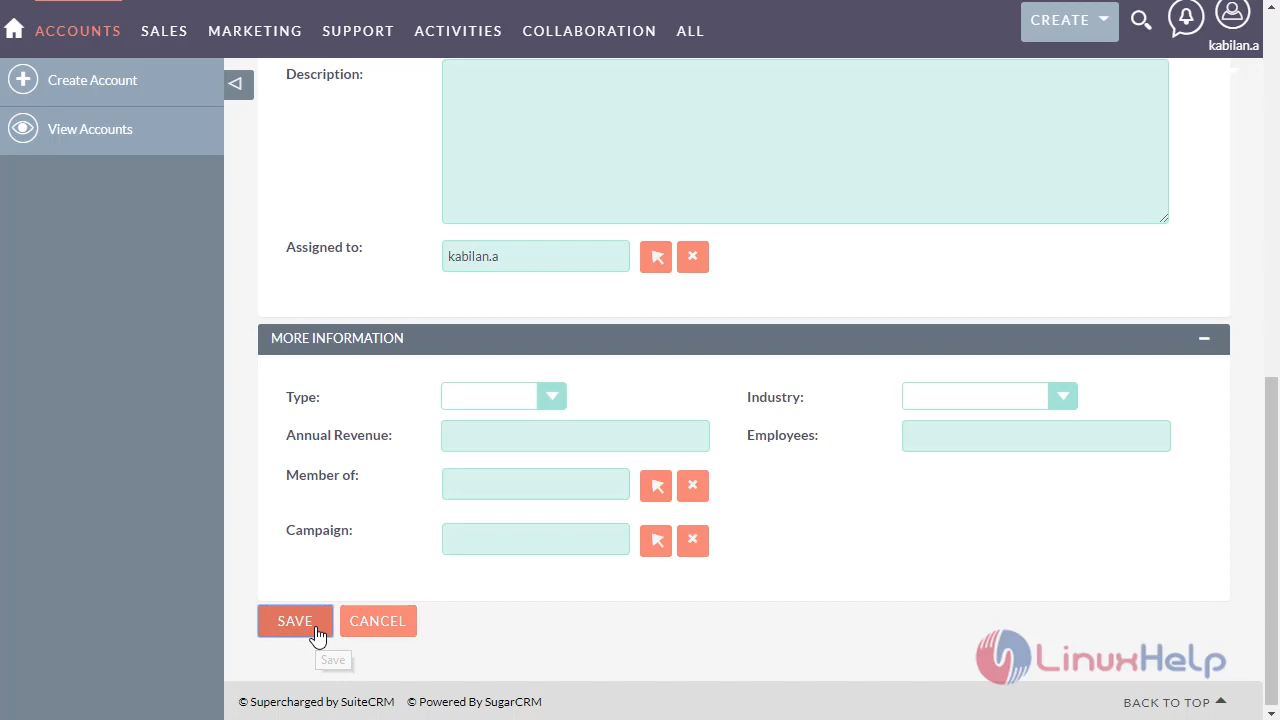 ACCOUNTS SALES MARKETING SUPPORT ACTIVITIES COLLABORATION ALL CREATE
kabilan.a
Create Account
View Accounts
Description:
Assigned to: kabilan.a
MORE INFORMATION
Type: Industry:
Annual Revenue: Employees:
Member of:
Campaign:
SAVE CANCEL
Save
LinuxHelp
© Supercharged by SuiteCRM © Powered By SugarCRM BACK TO TOP